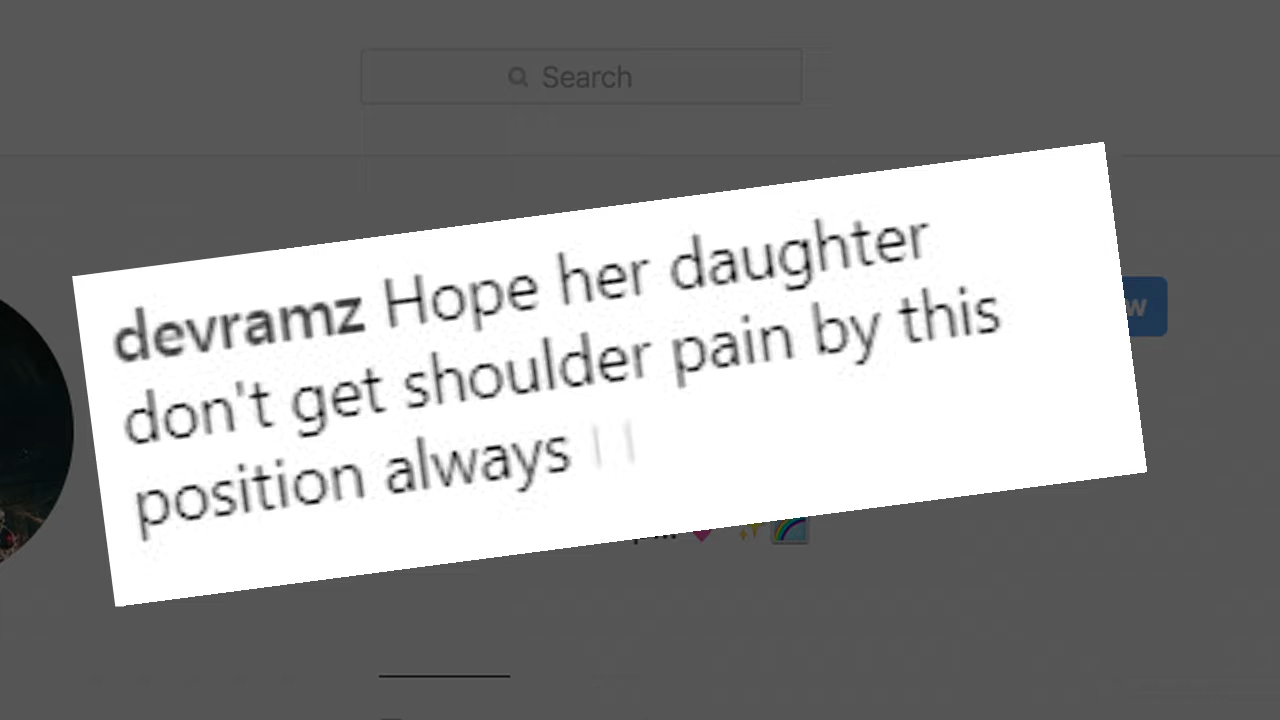 Search
devramz Hope her daughter
don't get shoulder pain by this
position always